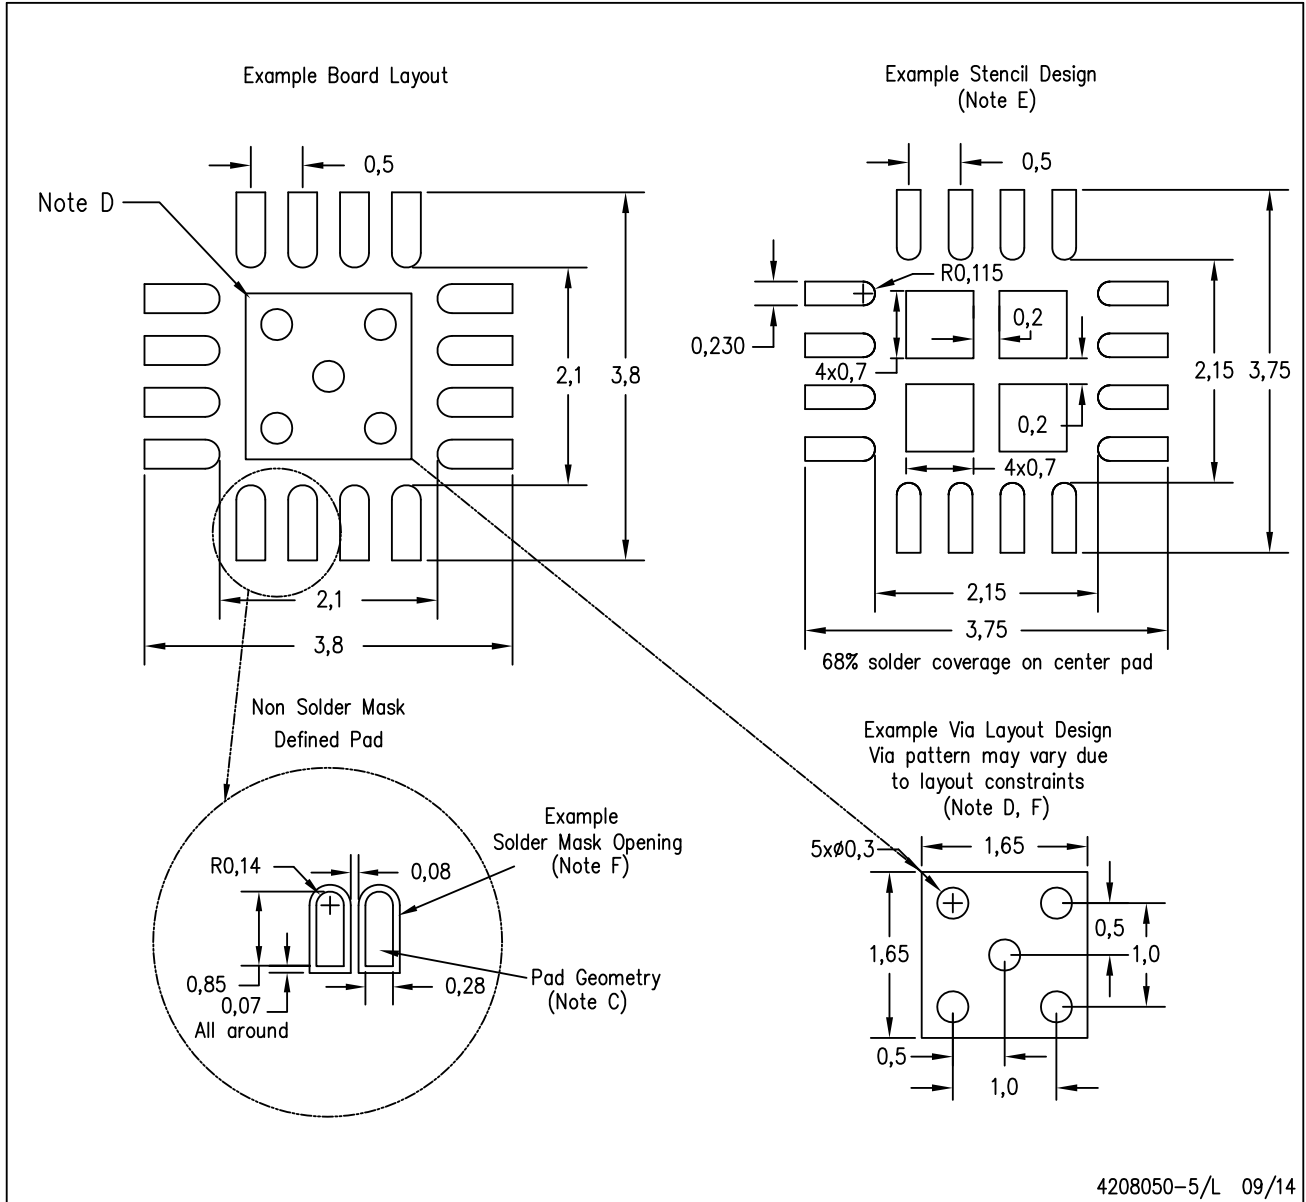 Example Board Layout
0,5
Note D
2,1
3,8
2,1
3,8
Example Stencil Design
(Note E)
0,5
R0,115
0,230
0,2
4x0,7
0,2
4x0,7
2,15
3,75
2,15
3,75
68% solder coverage on center pad
Non Solder Mask
Defined Pad
R0,14
0,08
Example
Solder Mask Opening
(Note F)
0,85
0,07
All around
0,28
Pad Geometry
(Note C)
Example Via Layout Design
Via pattern may vary due
to layout constraints
(Note D, F)
5xø0,3
1,65
1,65
0,5
1,0
0,5
1,0
4208050-5/L 09/14